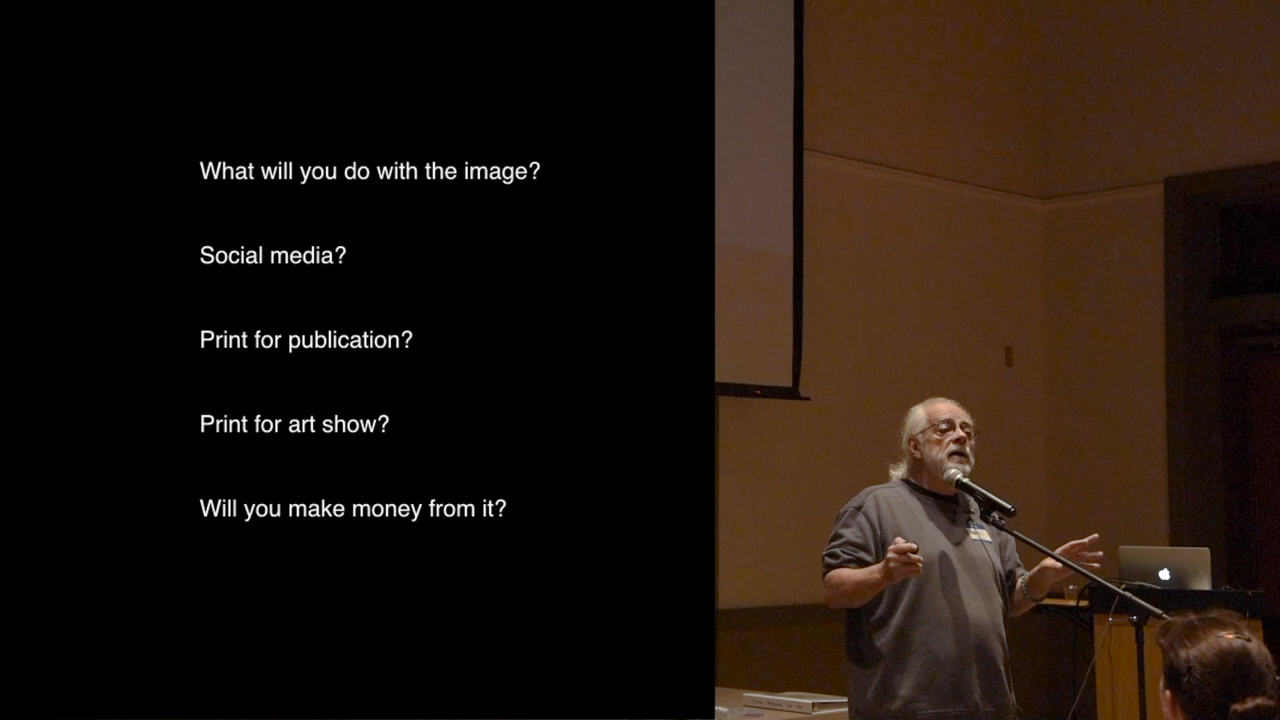 What will you do with the image?
Social media?
Print for publication?
Print for art show?
Will you make money from it?